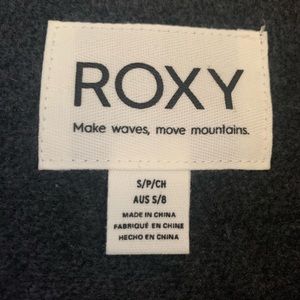 ROXY
Make waves, move mountains.
S/P/CH
AUS S/8
MADE IN CHINA
FABRIQUÉ EN CHINE
HECHO EN CHINA